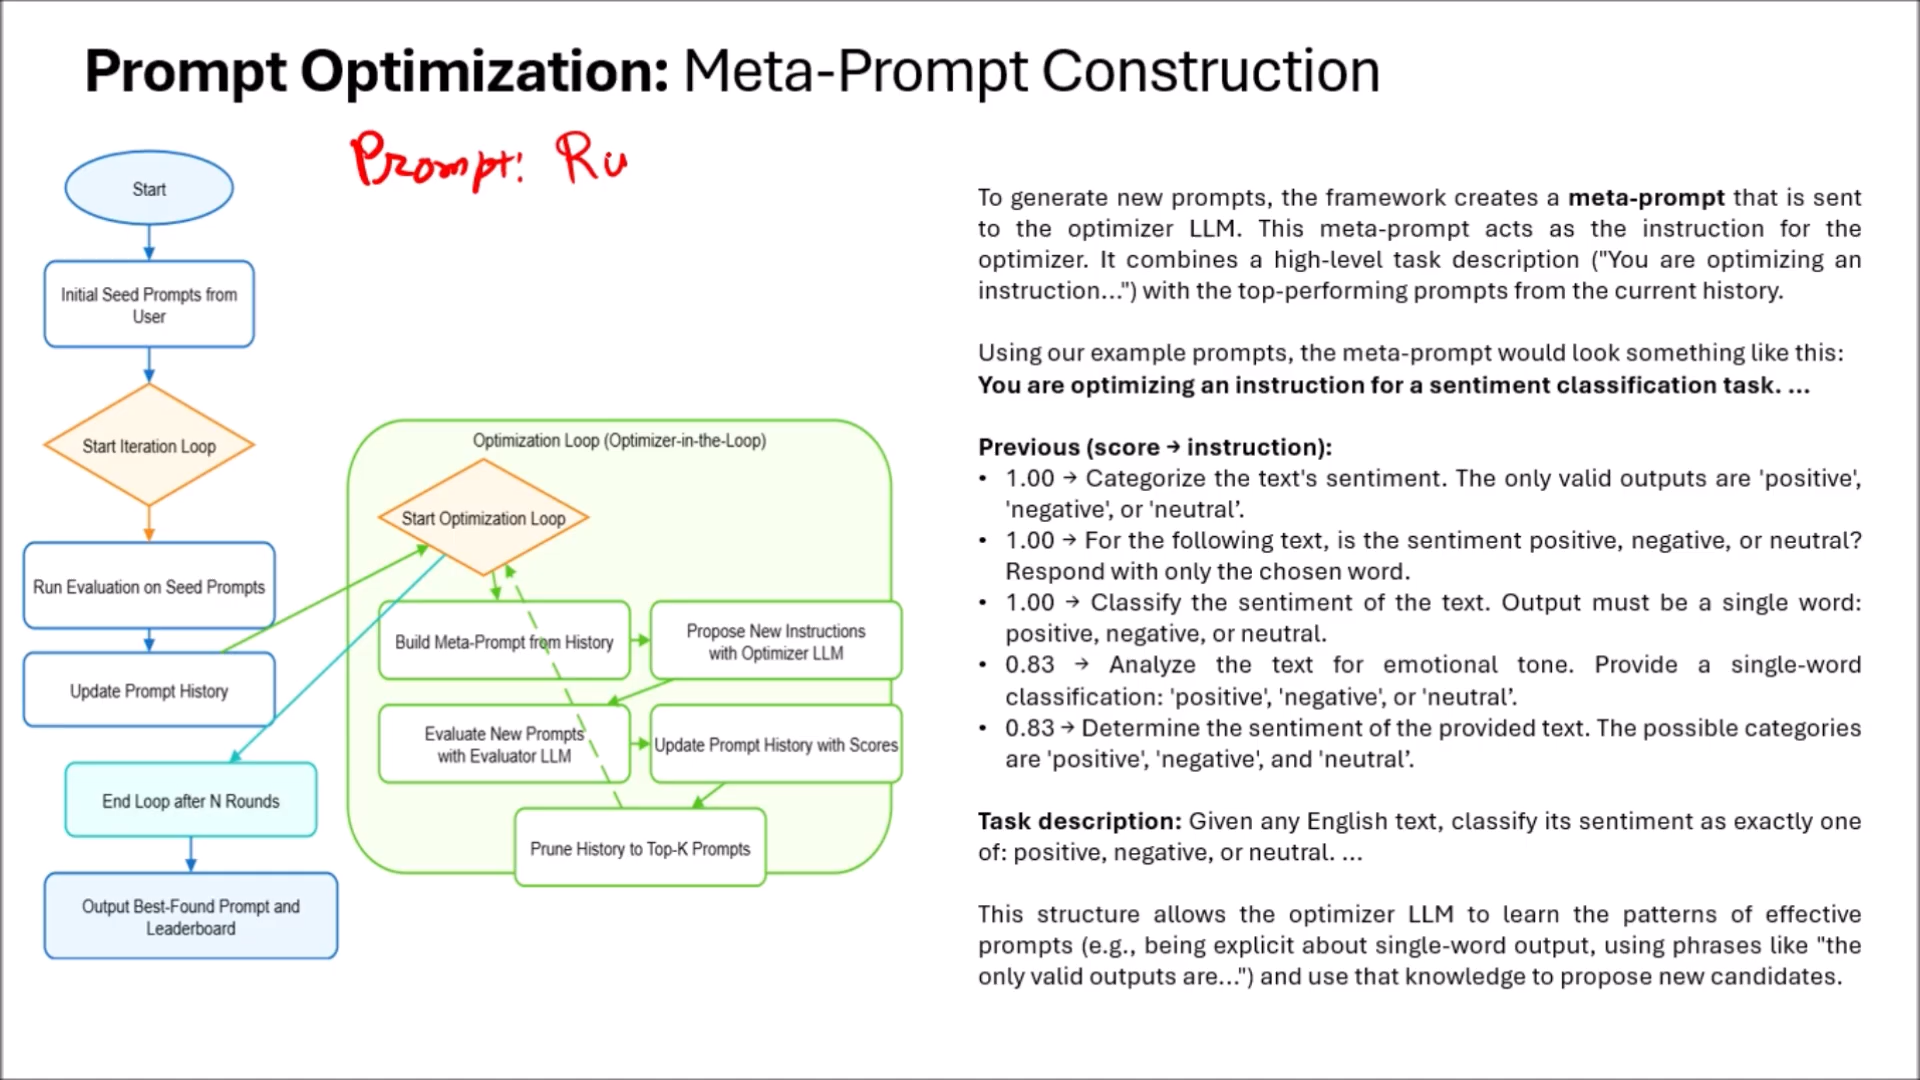 Prompt Optimization: Meta-Prompt Construction
Prompt: Ru
Start
Initial Seed Prompts from
User
Start Iteration Loop
Run Evaluation on Seed Prompts
Update Prompt History
End Loop after N Rounds
Output Best-Found Prompt and
Leaderboard
Optimization Loop (Optimizer-in-the-Loop)
Start Optimization Loop
Build Meta-Prompt from History
Propose New Instructions
with Optimizer LLM
Evaluate New Prompts
with Evaluator LLM
Update Prompt History with Scores
Prune History to Top-K Prompts
To generate new prompts, the framework creates a meta-prompt that is sent
to the optimizer LLM. This meta-prompt acts as the instruction for the
optimizer. It combines a high-level task description ("You are optimizing an
instruction...") with the top-performing prompts from the current history.
Using our example prompts, the meta-prompt would look something like this:
You are optimizing an instruction for a sentiment classification task. ...
Previous (score → instruction):
• 1.00 → Categorize the text's sentiment. The only valid outputs are 'positive',
'negative', or 'neutral’.
• 1.00 → For the following text, is the sentiment positive, negative, or neutral?
Respond with only the chosen word.
• 1.00 → Classify the sentiment of the text. Output must be a single word:
positive, negative, or neutral.
• 0.83 → Analyze the text for emotional tone. Provide a single-word
classification: 'positive', 'negative', or 'neutral’.
• 0.83 → Determine the sentiment of the provided text. The possible categories
are 'positive', 'negative', and 'neutral’.
Task description: Given any English text, classify its sentiment as exactly one
of: positive, negative, or neutral. ...
This structure allows the optimizer LLM to learn the patterns of effective
prompts (e.g., being explicit about single-word output, using phrases like "the
only valid outputs are...") and use that knowledge to propose new candidates.